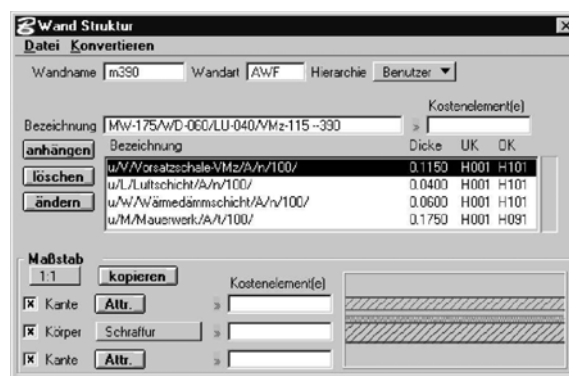 Wand Struktur
Datei Konvertieren
Wandname m390 Wandart AWF Hierarchie Benutzer
Kostenelement(e)
Bezeichnung MW-175/WD-060/LU-040/VMz-115 --390 »
anhängen Bezeichnung Dicke UK OK
u/V/Vorsatzschale-VMz/A/n/100/ 0.1150 H001 H101
löschen u/L/Luftschicht/A/n/100/ 0.0400 H001 H101
ändern u/W/Wärmedämmschicht/A/n/100/ 0.0600 H001 H101
u/M/Mauerwerk/A/t/100/ 0.1750 H001 H091
Maßstab
1:1 kopieren Kostenelement(e)
Kante Attr. »
Körper Schraffur »
Kante Attr. »